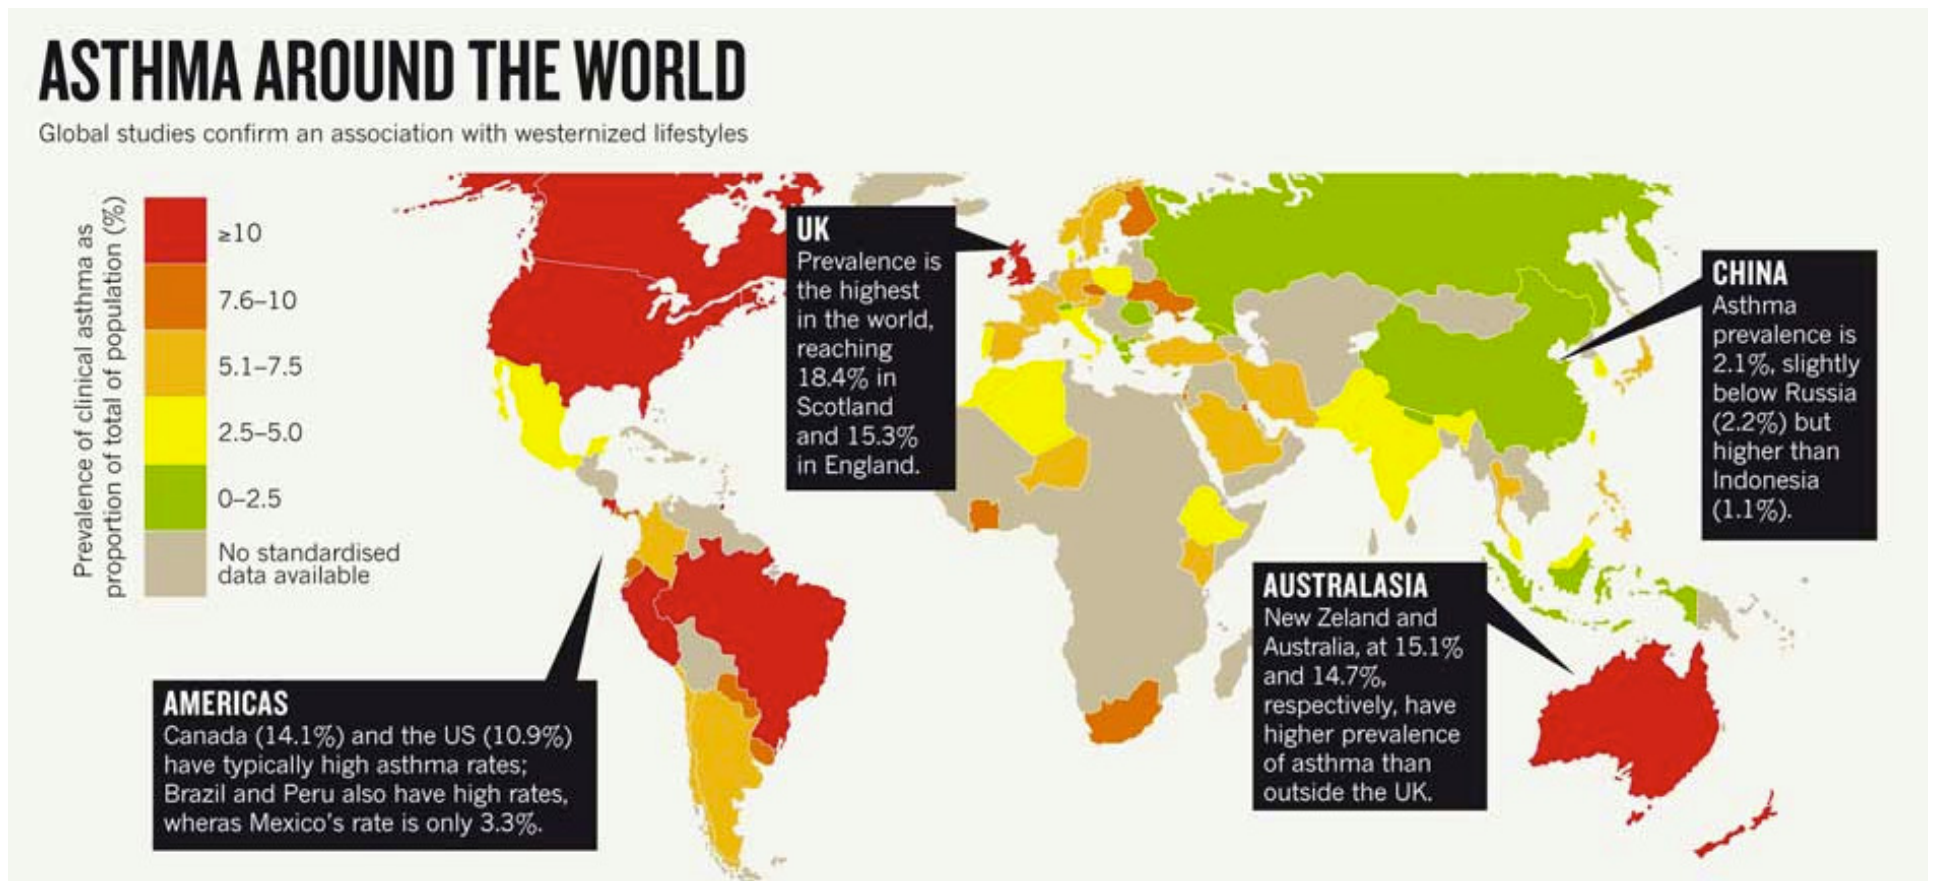 ASTHMA AROUND THE WORLD
Global studies confirm an association with westernized lifestyles
Prevalence of clinical asthma as
proportion of total of population (%)
≥10
7.6–10
5.1–7.5
2.5–5.0
0–2.5
No standardised
data available
UK
Prevalence is
the highest
in the world,
reaching
18.4% in
Scotland
and 15.3%
in England.
CHINA
Asthma
prevalence is
2.1%, slightly
below Russia
(2.2%) but
higher than
Indonesia
(1.1%).
AMERICAS
Canada (14.1%) and the US (10.9%)
have typically high asthma rates;
Brazil and Peru also have high rates,
wheras Mexico's rate is only 3.3%.
AUSTRALASIA
New Zeland and
Australia, at 15.1%
and 14.7%,
respectively, have
higher prevalence
of asthma than
outside the UK.